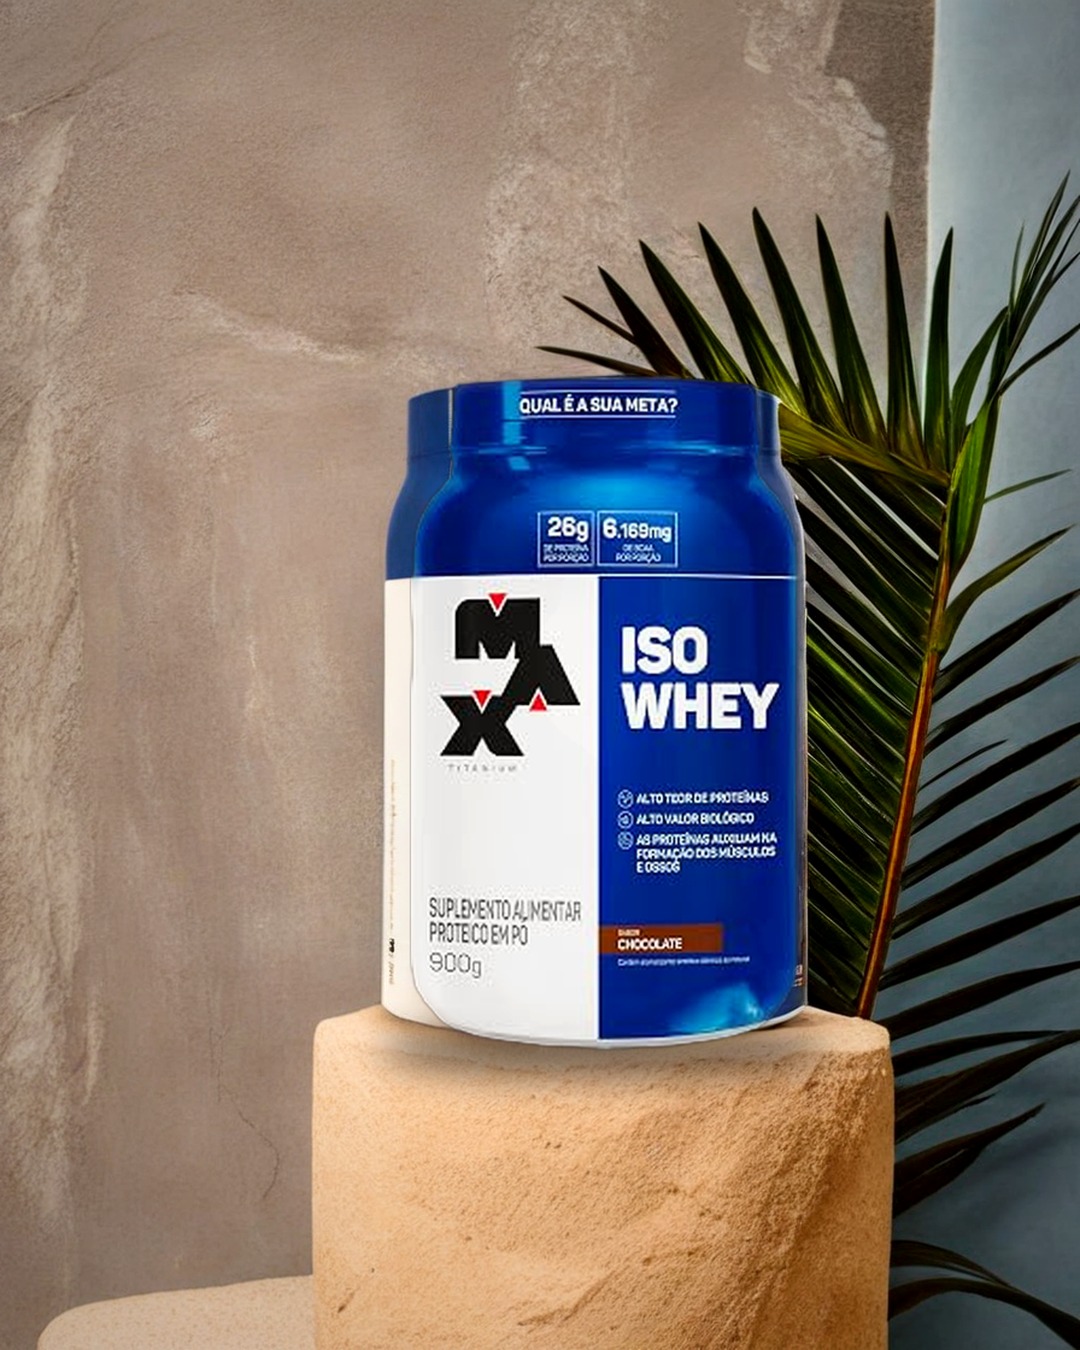 QUAL É A SUA META?
26g
DE PROTEÍNA
POR PORÇÃO
6.169mg
DE BCAA
POR PORÇÃO
MAX
TITANIUM
ISO
WHEY
ALTO TEOR DE PROTEÍNAS
ALTO VALOR BIOLÓGICO
AS PROTEÍNAS AUXILIAM NA
FORMAÇÃO DOS MÚSCULOS
E OSSOS
SUPLEMENTO ALIMENTAR
PROTEICO EM PÓ
900g
SABOR
CHOCOLATE